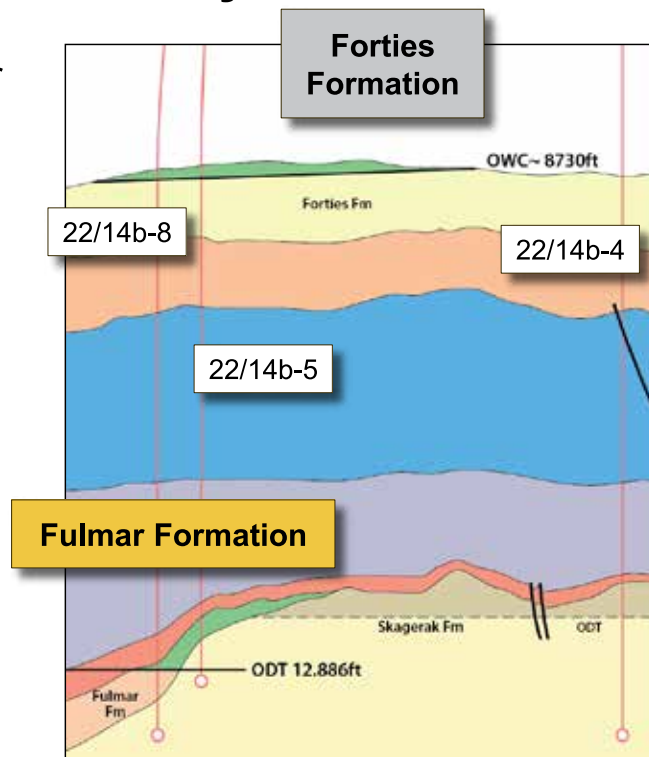 Forties
Formation
OWC~ 8730ft
Forties Fm
22/14b-8
22/14b-4
22/14b-5
Fulmar Formation
Skagerak Fm
ODT
ODT 12.886ft
Fulmar
Fm